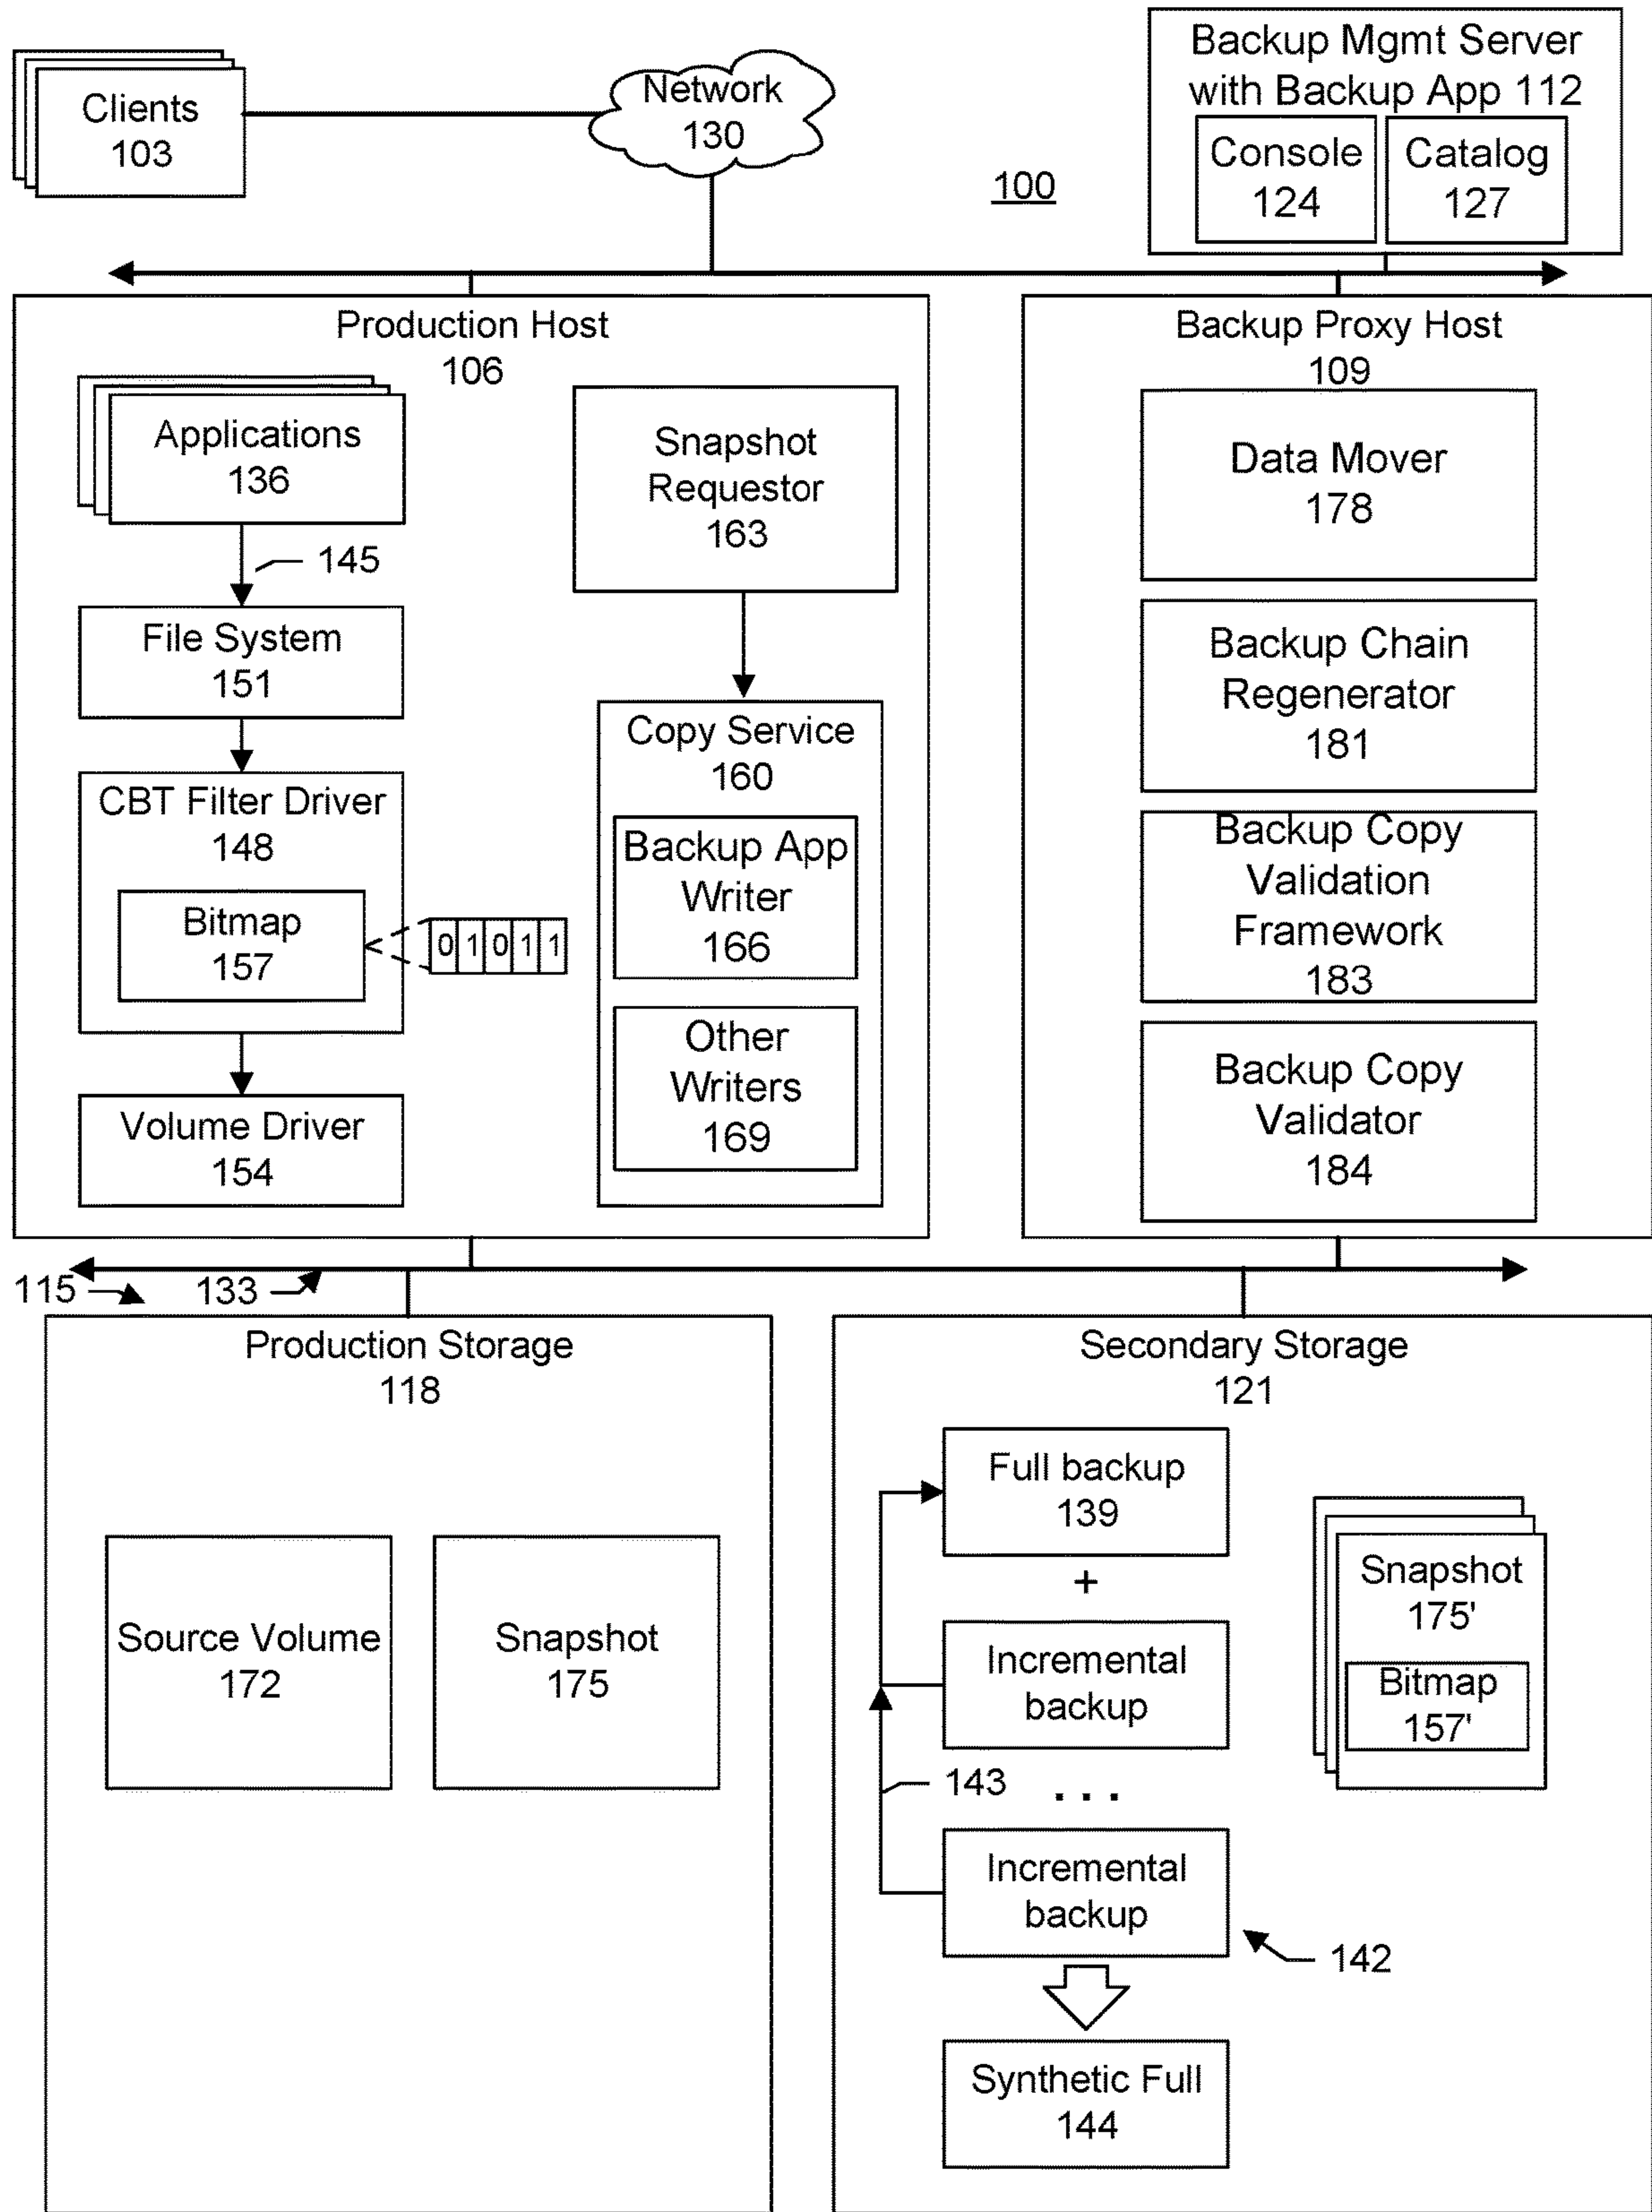 Clients
103
Network
130
100
Backup Mgmt Server
with Backup App 112
Console
124
Catalog
127
Production Host
106
Applications
136
145
File System
151
CBT Filter Driver
148
Bitmap
157
0 1 0 1 1
Volume Driver
154
Snapshot
Requestor
163
Copy Service
160
Backup App
Writer
166
Other
Writers
169
Backup Proxy Host
109
Data Mover
178
Backup Chain
Regenerator
181
Backup Copy
Validation
Framework
183
Backup Copy
Validator
184
115
133
Production Storage
118
Source Volume
172
Snapshot
175
Secondary Storage
121
Full backup
139
+
Incremental
backup
143
...
Incremental
backup
142
Synthetic Full
144
Snapshot
175'
Bitmap
157'